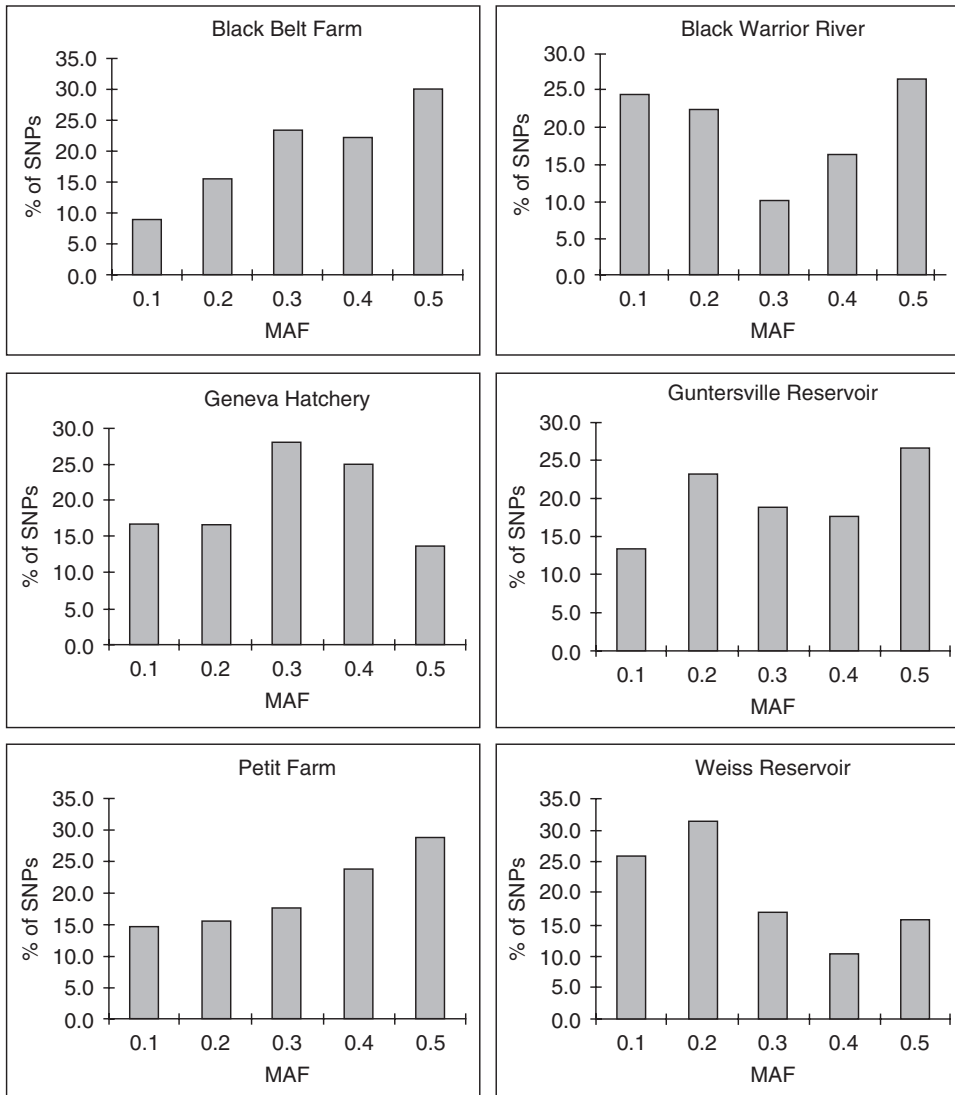 Black Belt Farm
% of SNPs
35.0
30.0
25.0
20.0
15.0
10.0
5.0
0.0
0.1 0.2 0.3 0.4 0.5
MAF
Black Warrior River
% of SNPs
30.0
25.0
20.0
15.0
10.0
5.0
0.0
0.1 0.2 0.3 0.4 0.5
MAF
Geneva Hatchery
% of SNPs
30.0
25.0
20.0
15.0
10.0
5.0
0.0
0.1 0.2 0.3 0.4 0.5
MAF
Guntersville Reservoir
% of SNPs
30.0
25.0
20.0
15.0
10.0
5.0
0.0
0.1 0.2 0.3 0.4 0.5
MAF
Petit Farm
% of SNPs
35.0
30.0
25.0
20.0
15.0
10.0
5.0
0.0
0.1 0.2 0.3 0.4 0.5
MAF
Weiss Reservoir
% of SNPs
35.0
30.0
25.0
20.0
15.0
10.0
5.0
0.0
0.1 0.2 0.3 0.4 0.5
MAF